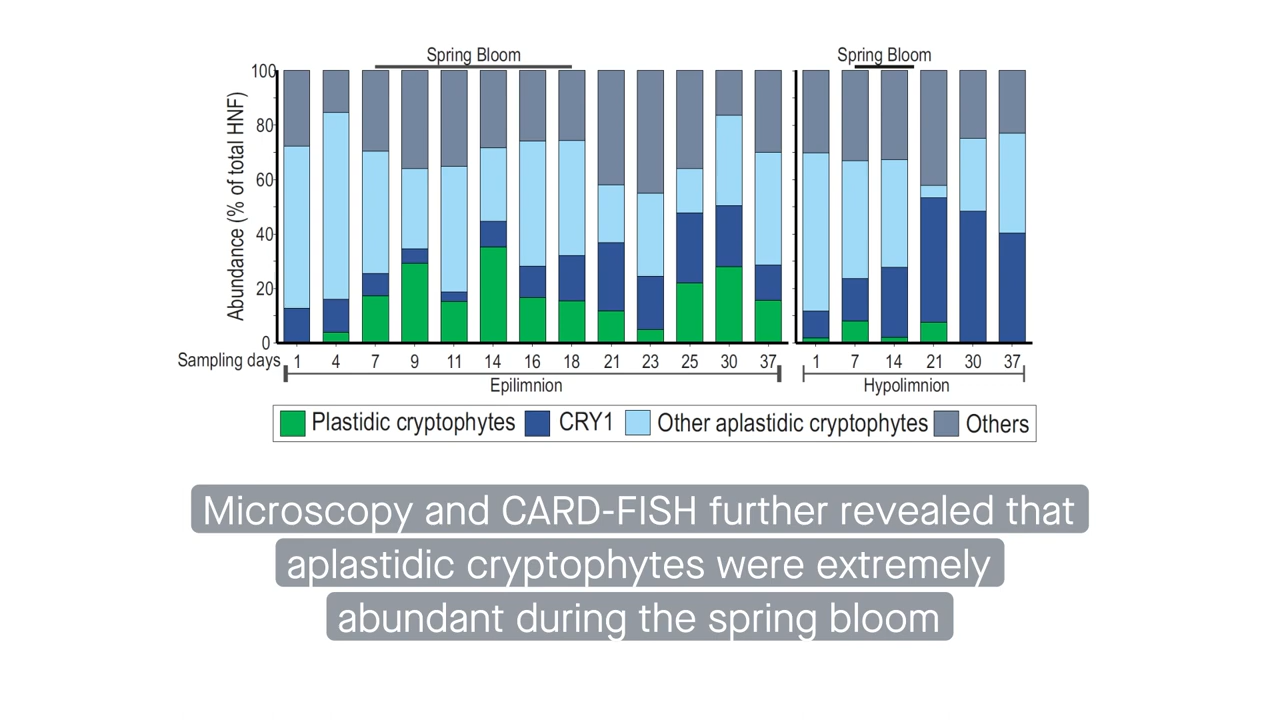 Spring Bloom Spring Bloom
Abundance (% of total HNF)
100
80
60
40
20
0
Sampling days 1 4 7 9 11 14 16 18 21 23 25 30 37 1 7 14 21 30 37
Epilimnion Hypolimnion
Plastidic cryptophytes CRY1 Other aplastidic cryptophytes Others
Microscopy and CARD-FISH further revealed that
aplastidic cryptophytes were extremely
abundant during the spring bloom